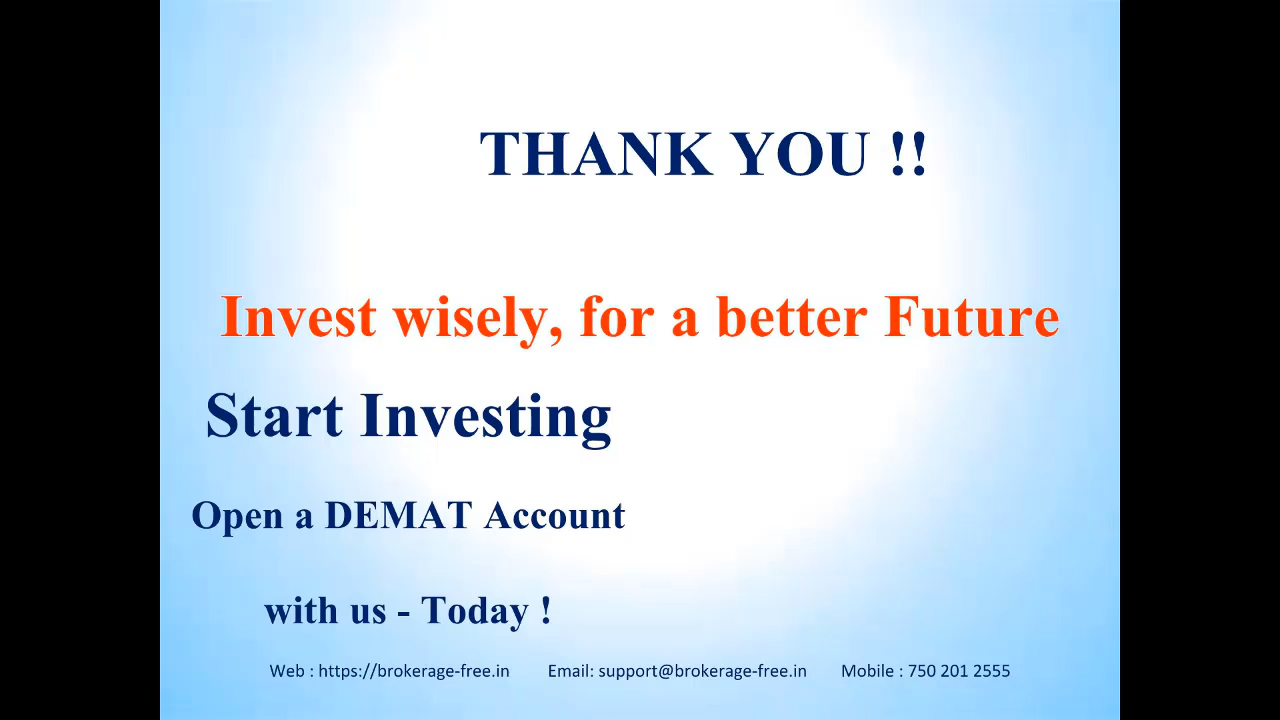 THANK YOU !!
Invest wisely, for a better Future
Start Investing
Open a DEMAT Account
with us - Today !
Web : https://brokerage-free.in Email: support@brokerage-free.in Mobile : 750 201 2555